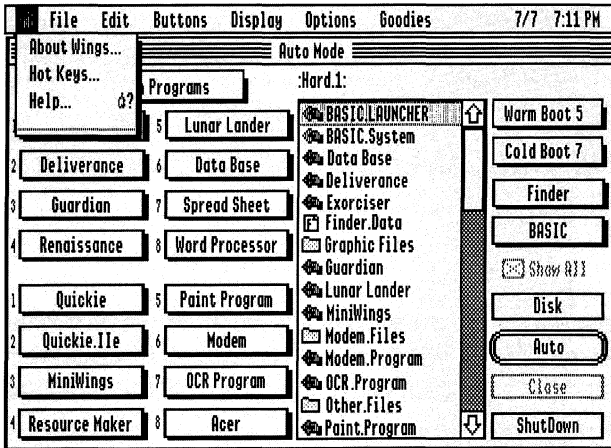 File Edit Buttons Display Options Goodies 7/7 7:11 PM
Auto Mode
About Wings...
Hot Keys...
Help... ?
Programs
1
2 Deliverance
3 Guardian
4 Renaissance
5 Lunar Lander
6 Data Base
7 Spread Sheet
8 Word Processor
1 Quickie
2 Quickie.IIe
3 MiniWings
4 Resource Maker
5 Paint Program
6 Modem
7 OCR Program
8 Acer
:Hard.1:
BASIC.LAUNCHER
BASIC.System
Data Base
Deliverance
Exorciser
Finder.Data
Graphic Files
Guardian
Lunar Lander
MiniWings
Modem.Files
Modem.Program
OCR.Program
Other.Files
Paint.Program
Warm Boot 5
Cold Boot 7
Finder
BASIC
Show All
Disk
Auto
Close
ShutDown